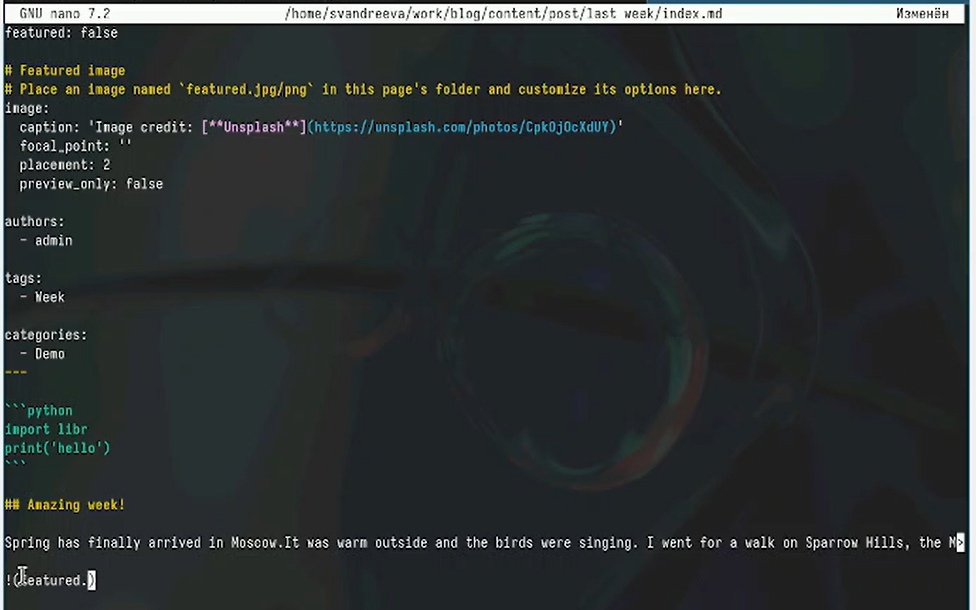 GNU nano 7.2 /home/svandreeva/work/blog/content/post/last week/index.md Изменён
featured: false
# Featured image
# Place an image named `featured.jpg/png` in this page's folder and customize its options here.
image:
caption: 'Image credit: [**Unsplash**](https://unsplash.com/photos/CpkOjOcXdUY)'
focal_point: ''
placement: 2
preview_only: false
authors:
- admin
tags:
- Week
categories:
- Demo
---
```python
import libr
print('hello')
```
## Amazing week!
Spring has finally arrived in Moscow.It was warm outside and the birds were singing. I went for a walk on Sparrow Hills, the M>
!(featured.)